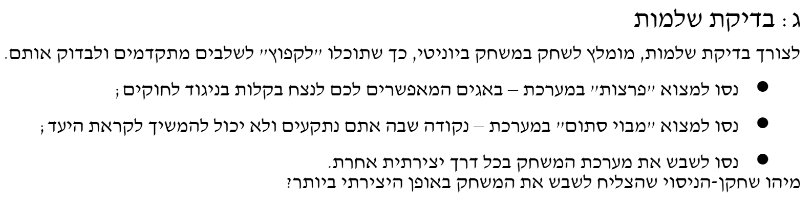 ג: בדיקת שלמות
לצורך בדיקת שלמות, מומלץ לשחק במשחק ביוניטי, כך שתוכלו "לקפוץ" לשלבים מתקדמים ולבדוק אותם.
● נסו למצוא "פרצות" במערכת – באגים המאפשרים לכם לנצח בקלות בניגוד לחוקים;
● נסו למצוא "מבוי סתום" במערכת – נקודה שבה אתם נתקעים ולא יכול להמשיך לקראת היעד;
● נסו לשבש את מערכת המשחק בכל דרך יצירתית אחרת.
מיהו שחקן-הניסוי שהצליח לשבש את המשחק באופן היצירתי ביותר?